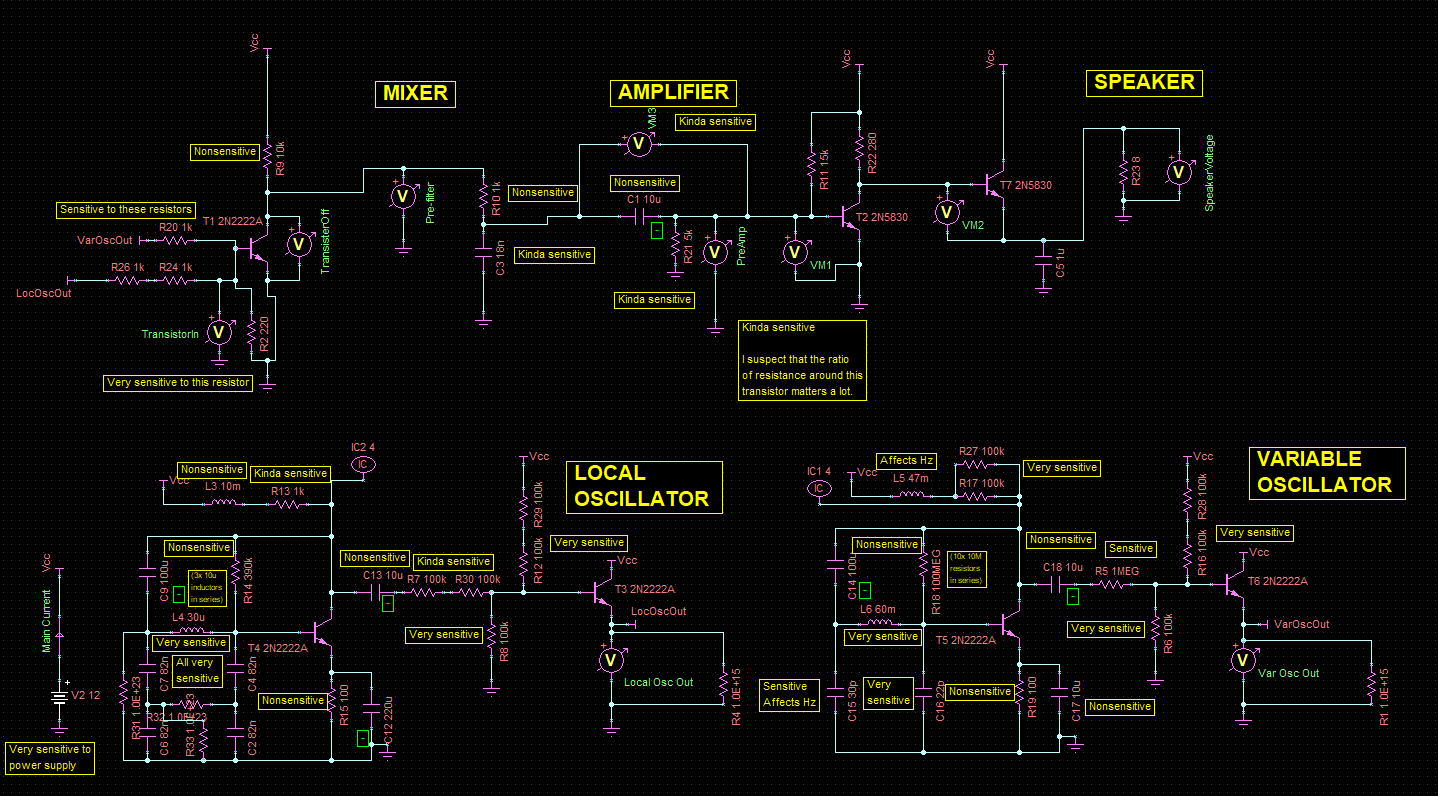 MIXER
AMPLIFIER
SPEAKER
Vcc
Vcc
Vcc
VM3
Kinda sensitive
Nonsensitive
R9 10k
R11 15k
R22 280
R23 8
SpeakerVoltage
Pre-filter
R10 1k
Nonsensitive
Nonsensitive
C1 10u
T7 2N5830
Sensitive to these resistors
T1 2N2222A
TransisterOff
R20 1k
VarOscOut
T2 2N5830
VM2
R21 5k
PreAmp
VM1
C3 18n
Kinda sensitive
C5 1u
R26 1k
R24 1k
LocOscOut
Kinda sensitive
TransistorIn
R2 220
Very sensitive to this resistor
Kinda sensitive
I suspect that the ratio
of resistance around this
transistor matters a lot.
IC2 4
IC
Nonsensitive
Kinda sensitive
Vcc
L3 10m
R13 1k
Vcc
R29 100k
LOCAL
OSCILLATOR
IC1 4
IC
Affects Hz
R27 100k
Very sensitive
Vcc
L5 47m
R17 100k
Vcc
R28 100k
VARIABLE
OSCILLATOR
Nonsensitive
C9 100u
(3x 10u
inductors
in series)
R14 390k
L4 30u
Very sensitive
Nonsensitive
C13 10u
Kinda sensitive
R7 100k
R30 100k
R12 100k
Very sensitive
Vcc
T3 2N2222A
LocOscOut
Very sensitive
R8 100k
T4 2N2222A
Local Osc Out
R4 1.0E+15
Nonsensitive
C14 100u
R18 100MEG
(10x 10M
resistors
in series)
L6 60m
Very sensitive
Nonsensitive
C18 10u
Sensitive
R5 1MEG
R16 100k
Very sensitive
Vcc
T6 2N2222A
VarOscOut
Very sensitive
R6 100k
T5 2N2222A
Var Osc Out
R1 1.0E+15
Vcc
Main Current
V2 12
Very sensitive to
power supply
R31 1.0E+23
C7 82n
All very
sensitive
C4 82n
R32 1.0E+23
C6 82n
R33 1.0E+23
C2 82n
Nonsensitive
R15 100
C12 220u
Sensitive
Affects Hz
C15 30p
Very
sensitive
C16 22p
Nonsensitive
R19 100
C17 10u
Nonsensitive